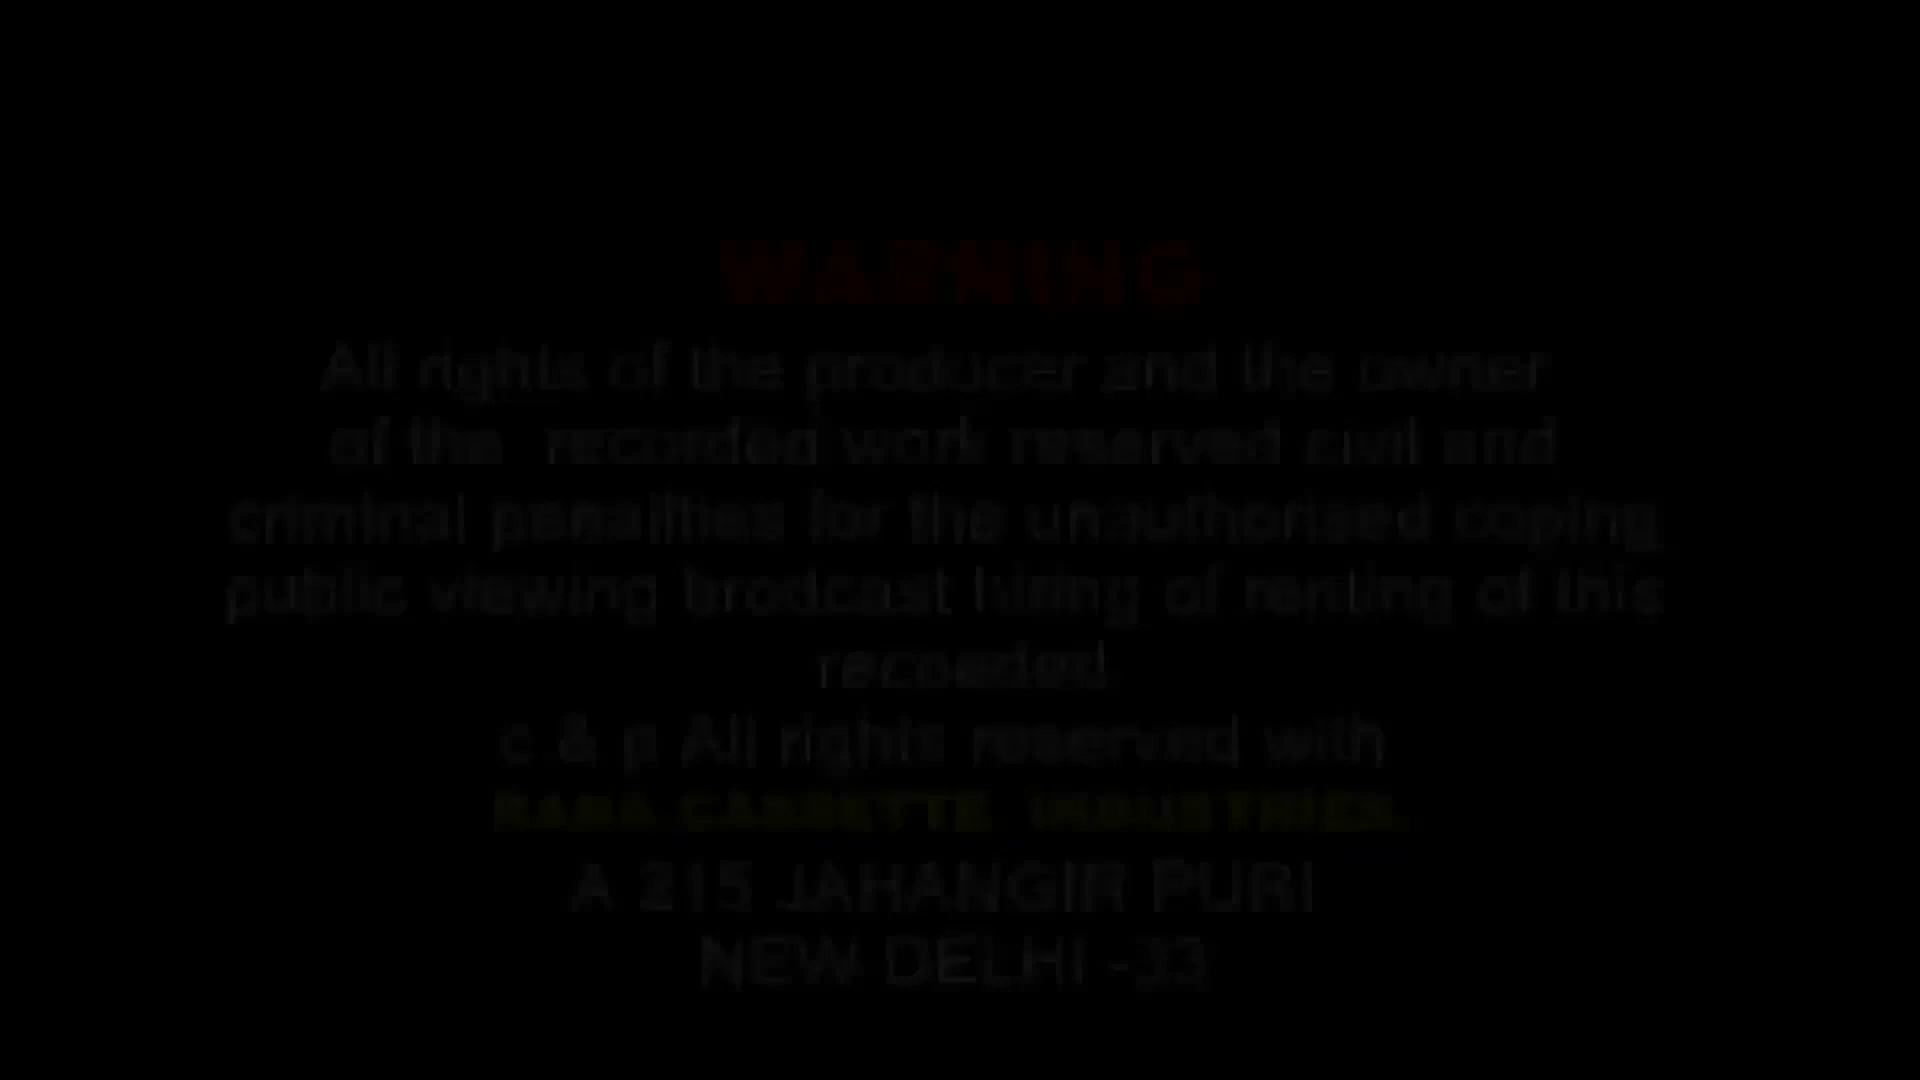 WARNING
All rights of the producer and the owner
of the recorded work reserved civil and
criminal penalties for the unauthorised coping
public viewing brodcast hiring of renting of this
recoeded
c & p All rights reserved with
CASSETTE INDUSTRIES.
A 215 JAHANGIR PURI
NEW DELHI -33